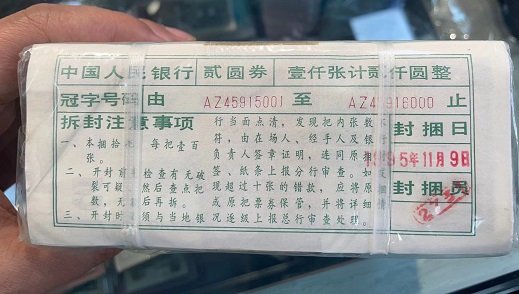 中国人民银行 贰圆券 壹仟张计贰仟圆整
冠字号码 由 AZ45915001 至 AZ45916000 止
拆封注意事项
一、本捆拾把，每把壹百
张。
二、开封前 检查有无破
裂可疑 然后查点把
数，无 后再拆。
三、开封时 须与当地银
行当面点清，发现把内张数不
符，由在场人、经手人及银行
负责人签章证明，连同原捆
签、纸条上报分行审查。如发
现超过十张的错款，应将原捆
或原把票券保管，并将详细情
况逐级上报总行审查处理。
封捆日
95年11月9日
封捆员